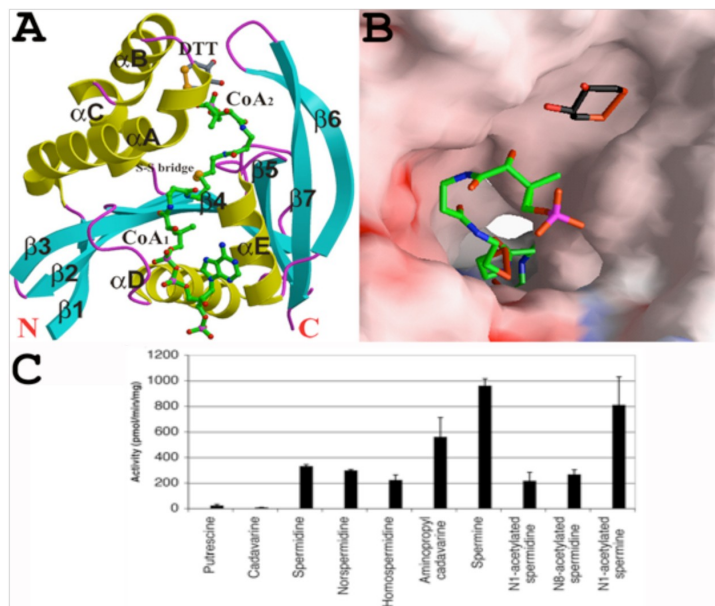 A
αB
DTT
αC
CoA2
β6
αA
S-S bridge
β5
β4
β7
β3
CoA1
αE
β2
αD
β1
N
C
B
C
Activity (pmol/min/mg)
1200
1000
800
600
400
200
0
Putrescine
Cadavarine
Spermidine
Norspermidine
Homospermidine
Aminopropyl
cadavarine
Spermine
N1-acetylated
spermidine
N8-acetylated
spermidine
N1-acetylated
spermine